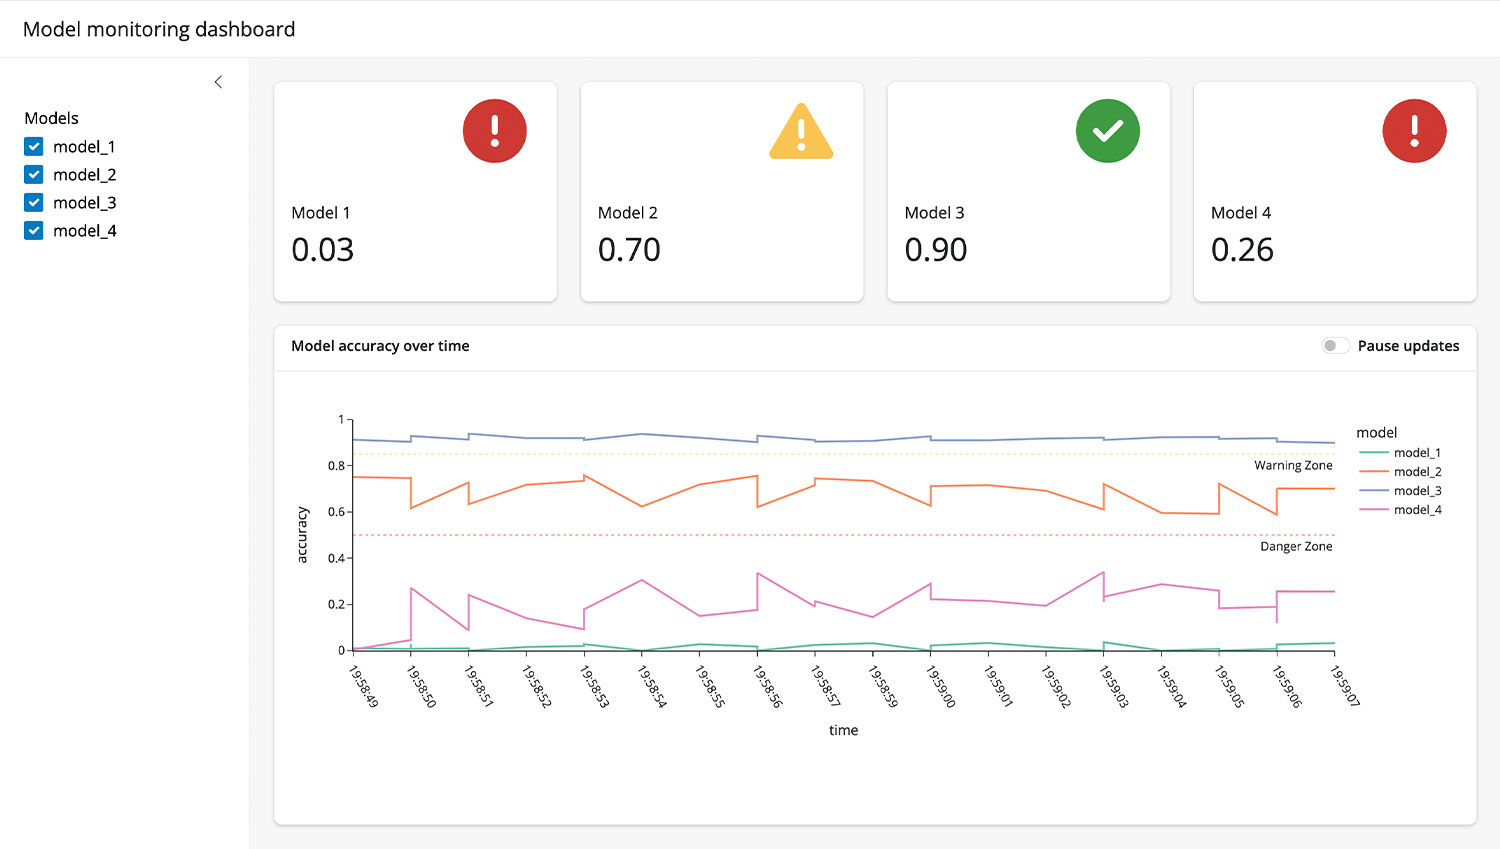 Model monitoring dashboard
Models
model_1
model_2
model_3
model_4
Model 1
0.03
Model 2
0.70
Model 3
0.90
Model 4
0.26
Model accuracy over time
Pause updates
1
0.8
0.6
0.4
0.2
0
accuracy
Warning Zone
Danger Zone
model
model_1
model_2
model_3
model_4
19:58:49
19:58:50
19:58:51
19:58:52
19:58:53
19:58:54
19:58:55
19:58:56
19:58:57
19:58:59
19:59:00
19:59:01
19:59:02
19:59:03
19:59:04
19:59:05
19:59:06
19:59:07
time